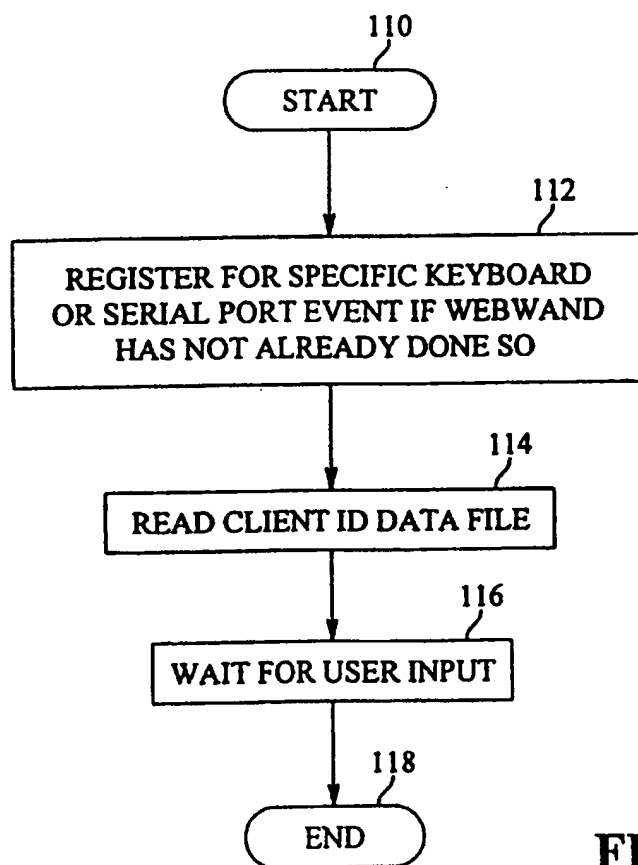 110
START
112
REGISTER FOR SPECIFIC KEYBOARD
OR SERIAL PORT EVENT IF WEBWAND
HAS NOT ALREADY DONE SO
114
READ CLIENT ID DATA FILE
116
WAIT FOR USER INPUT
118
END